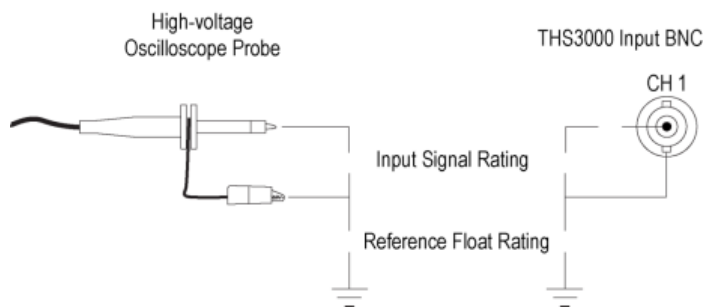 High-voltage
Oscilloscope Probe
THS3000 Input BNC
CH 1
Input Signal Rating
Reference Float Rating